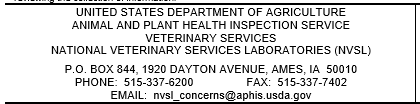 UNITED STATES DEPARTMENT OF AGRICULTURE
ANIMAL AND PLANT HEALTH INSPECTION SERVICE
VETERINARY SERVICES
NATIONAL VETERINARY SERVICES LABORATORIES (NVSL)
P.O. BOX 844, 1920 DAYTON AVENUE, AMES, IA 50010
PHONE: 515-337-6200 FAX: 515-337-7402
EMAIL: nvsl_concerns@aphis.usda.gov